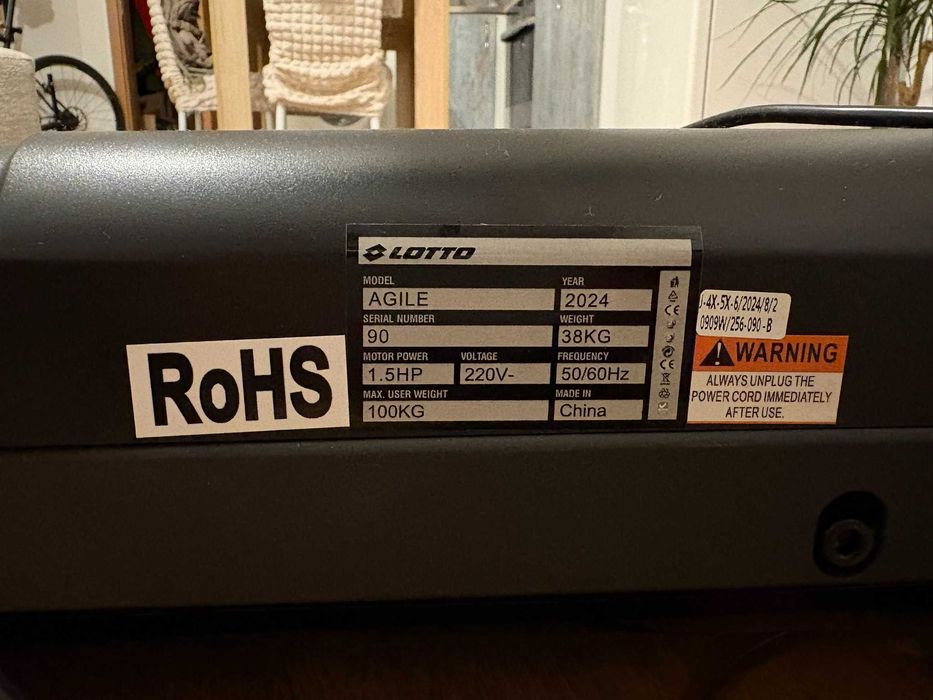 LOTTO
MODEL YEAR
AGILE 2024
SERIAL NUMBER WEIGHT
90 38KG
MOTOR POWER VOLTAGE FREQUENCY
1.5HP 220V- 50/60Hz
MAX. USER WEIGHT MADE IN
100KG China
CE
CE
RoHS
-4X-5X-6/2024/8/2
0909W/256-090-B
WARNING
ALWAYS UNPLUG THE
POWER CORD IMMEDIATELY
AFTER USE.